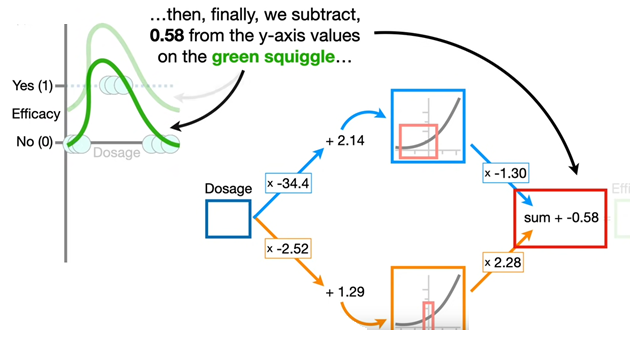 …then, finally, we subtract,
0.58 from the y-axis values
on the green squiggle…
Yes (1)
Efficacy
No (0)
Dosage
+ 2.14
x -34.4
x -1.30
Dosage
sum + -0.58
Effi
x -2.52
x 2.28
+ 1.29